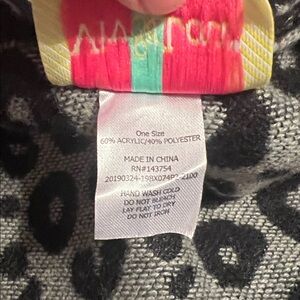 One Size
60% ACRYLIC/40% POLYESTER
MADE IN CHINA
RN#143754
HAND WASH COLD
DO NOT BLEACH
LAY FLAT TO DRY
DO NOT IRON